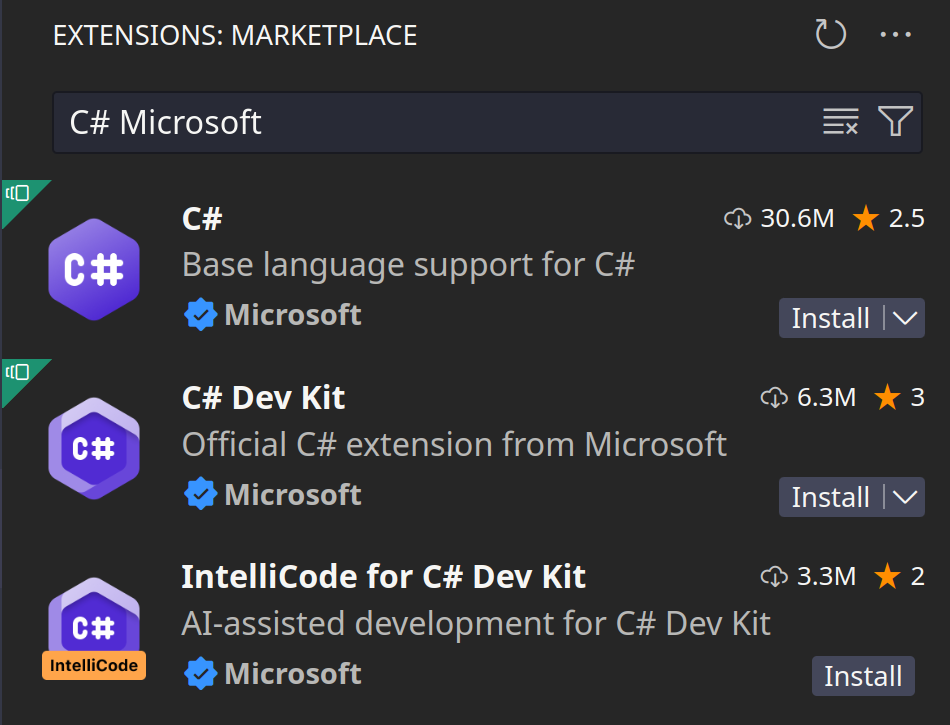 EXTENSIONS: MARKETPLACE
C# Microsoft
C# 30.6M 2.5
C# Base language support for C#
Microsoft Install
C# Dev Kit 6.3M 3
C# Official C# extension from Microsoft
Microsoft Install
IntelliCode for C# Dev Kit 3.3M 2
C# AI-assisted development for C# Dev Kit
IntelliCode Microsoft Install